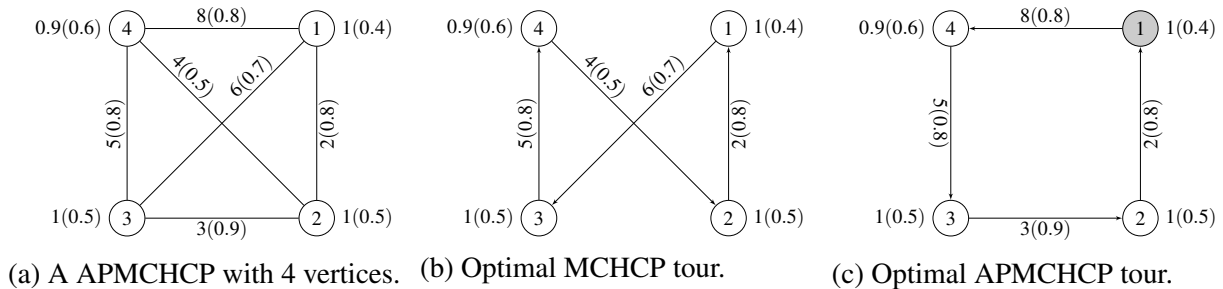 8(0.8)
0.9(0.6) 4 1 1(0.4)
4(0.5) 6(0.7)
5(0.8) 2(0.8)
1(0.5) 3 2 1(0.5)
3(0.9)
(a) A APMCHCP with 4 vertices.
0.9(0.6) 4 1 1(0.4)
4(0.5) 6(0.7)
5(0.8) 2(0.8)
1(0.5) 3 2 1(0.5)
(b) Optimal MCHCP tour.
8(0.8)
0.9(0.6) 4 1 1(0.4)
5(0.8) 2(0.8)
1(0.5) 3 2 1(0.5)
3(0.9)
(c) Optimal APMCHCP tour.